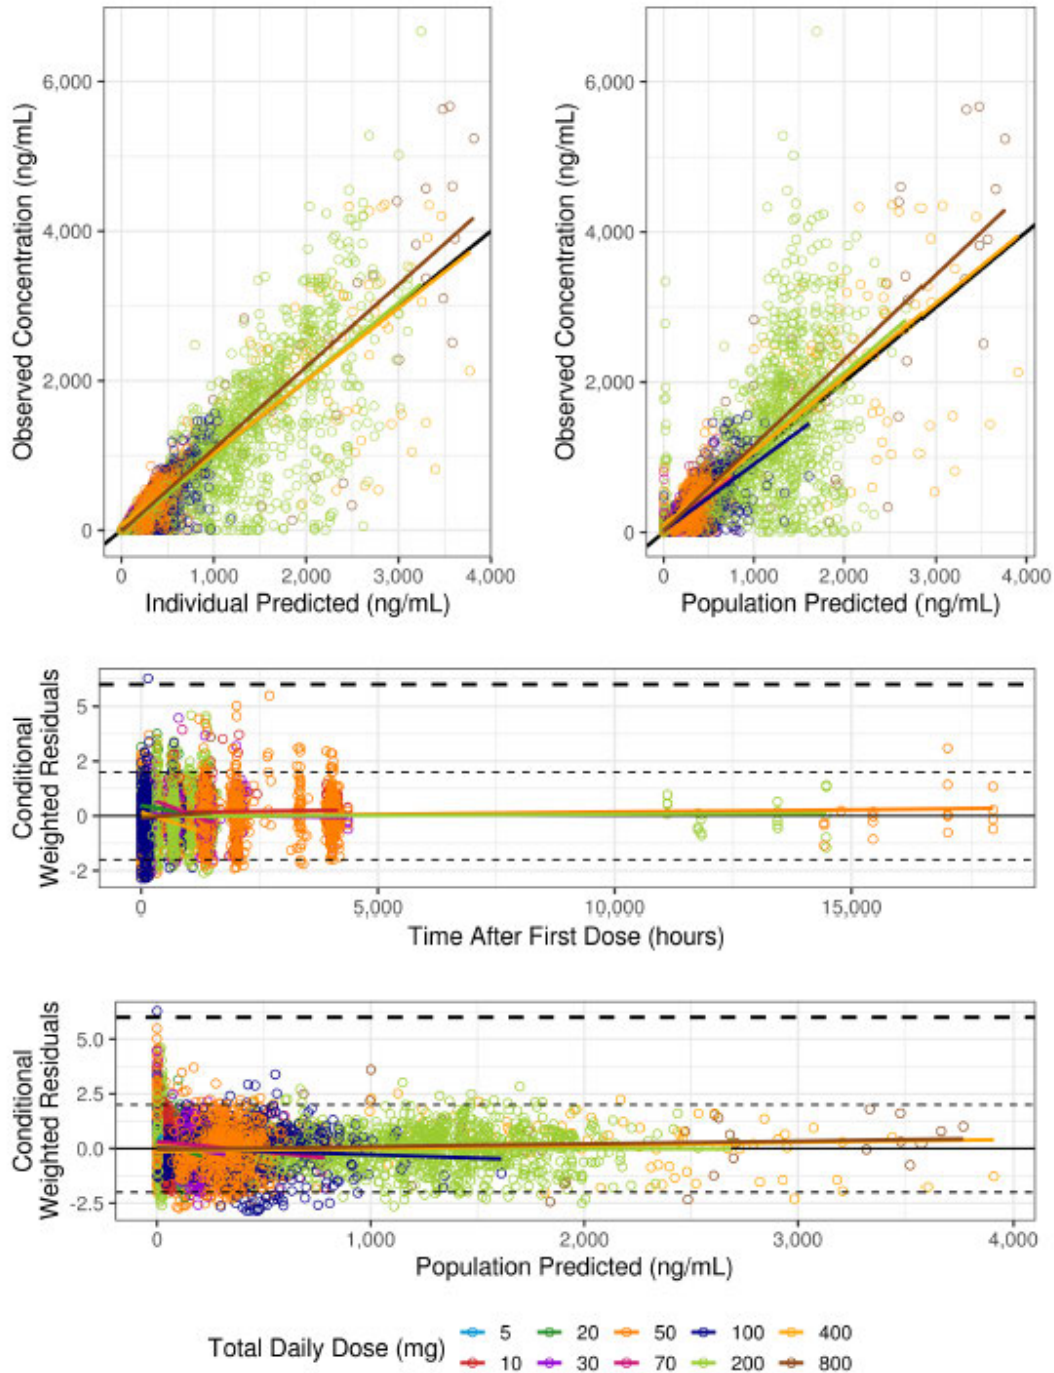 6,000
4,000
2,000
0
Observed Concentration (ng/mL)
0 1,000 2,000 3,000 4,000
Individual Predicted (ng/mL)
6,000
4,000
2,000
0
Observed Concentration (ng/mL)
0 1,000 2,000 3,000 4,000
Population Predicted (ng/mL)
Conditional
Weighted Residuals
5
2
0
-2
0 5,000 10,000 15,000
Time After First Dose (hours)
Conditional
Weighted Residuals
5.0
2.5
0.0
-2.5
0 1,000 2,000 3,000 4,000
Population Predicted (ng/mL)
Total Daily Dose (mg)
5 20 50 100 400
10 30 70 200 800